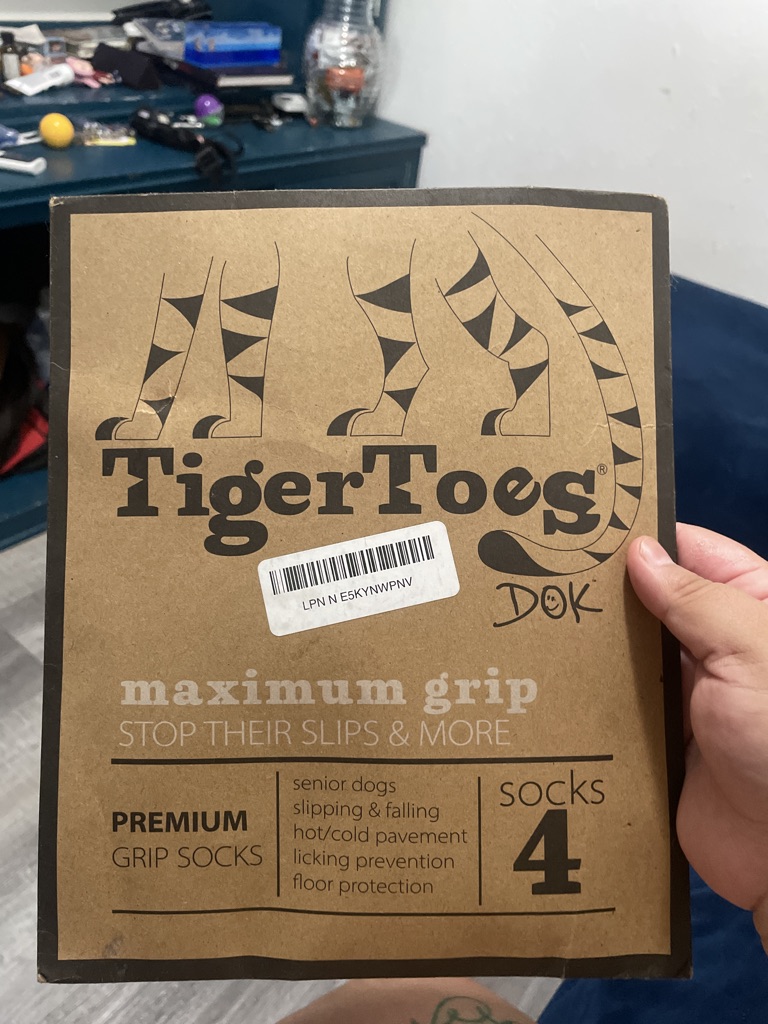 TigerToes®
LPN N E5KYNWPNV
DOK™
maximum grip
STOP THEIR SLIPS & MORE
PREMIUM
GRIP SOCKS
senior dogs
slipping & falling
hot/cold pavement
licking prevention
floor protection
SOCKS
4